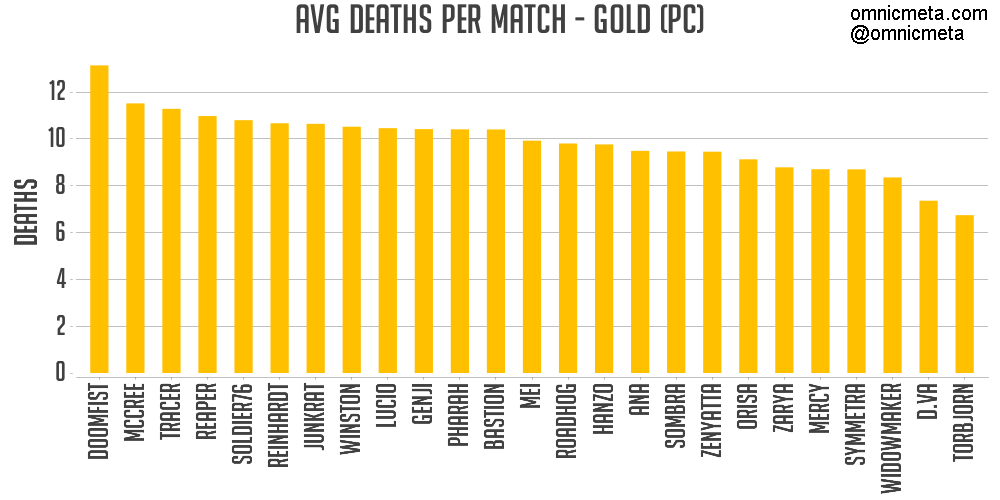 AVG DEATHS PER MATCH - GOLD (PC)
omnicmeta.com
@omnicmeta
DEATHS
12
10
8
6
4
2
0
DOOMFIST
MCCREE
TRACER
REAPER
SOLDIER76
REINHARDT
JUNKRAT
WINSTON
LUCIO
GENJI
PHARAH
BASTION
MEI
ROADHOG
HANZO
ANA
SOMBRA
ZENYATTA
ORISA
ZARYA
MERCY
SYMMETRA
WIDOWMAKER
D.VA
TORBJORN